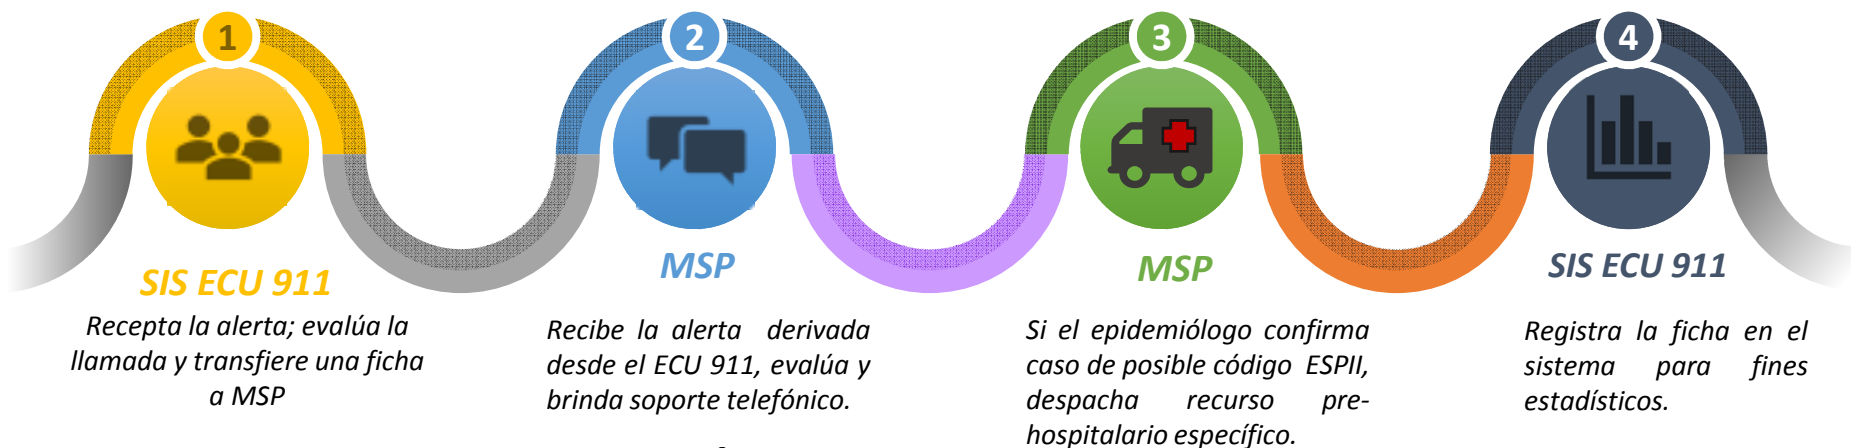 1
SIS ECU 911
Recepta la alerta; evalúa la
llamada y transfiere una ficha
a MSP
2
MSP
Recibe la alerta derivada
desde el ECU 911, evalúa y
brinda soporte telefónico.
3
MSP
Si el epidemiólogo confirma
caso de posible código ESPII,
despacha recurso pre-
hospitalario específico.
4
SIS ECU 911
Registra la ficha en el
sistema para fines
estadísticos.